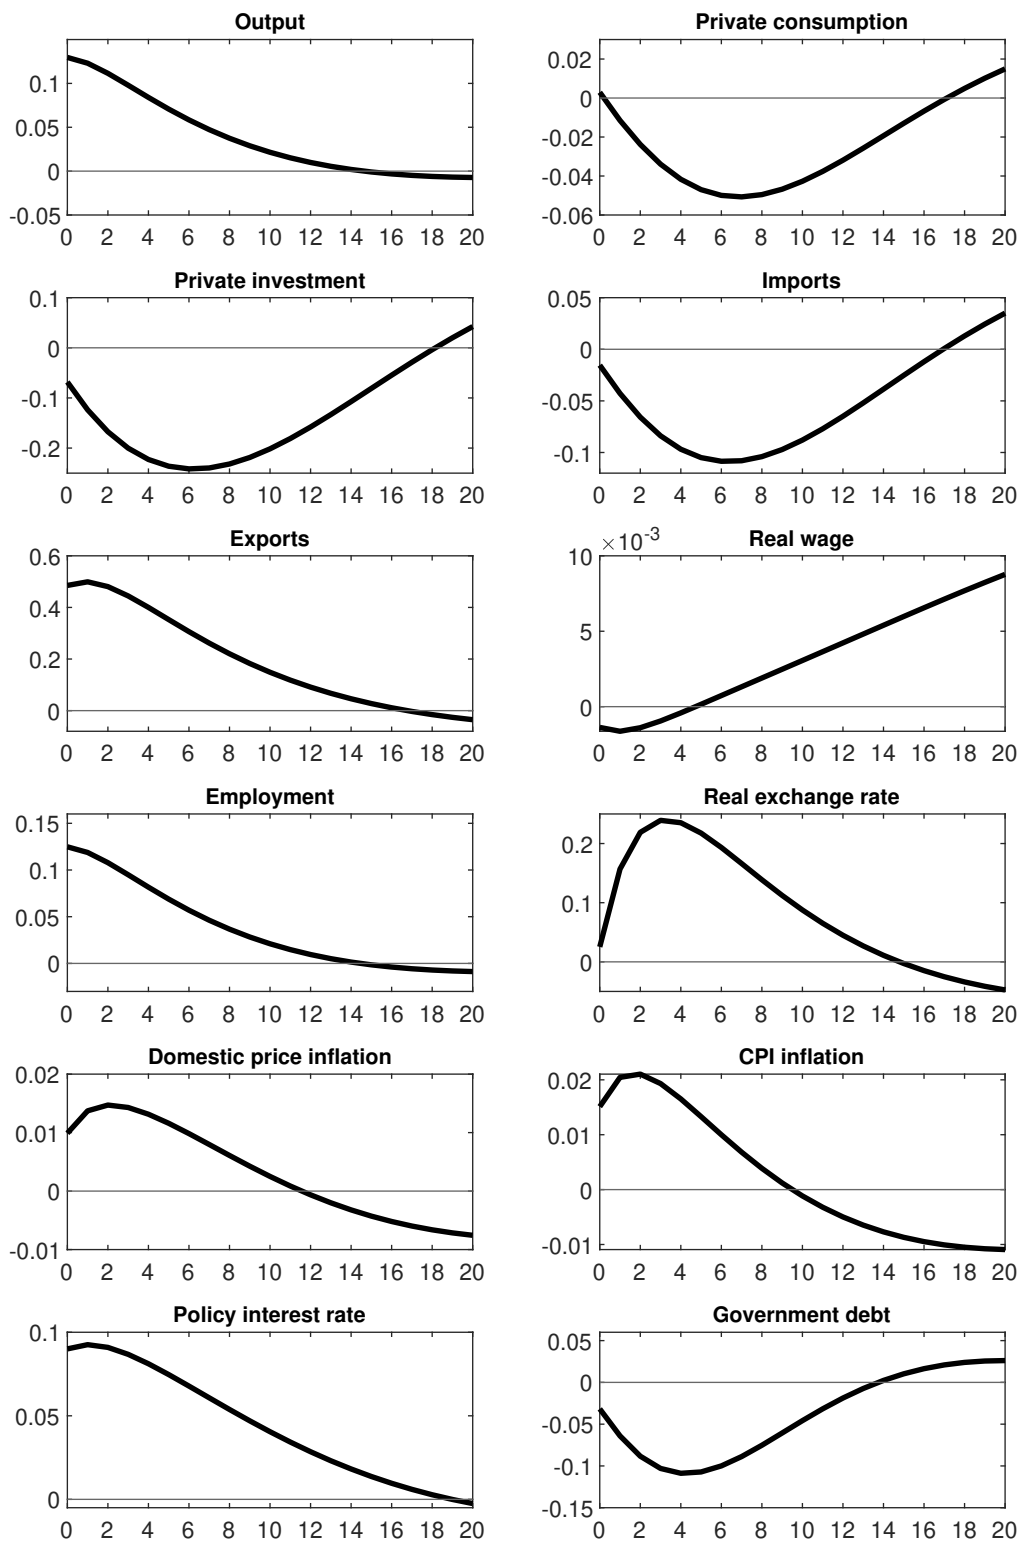 Output
Private consumption
0.1
0.05
0
-0.05
0 2 4 6 8 10 12 14 16 18 20
0.02
0
-0.02
-0.04
-0.06
0 2 4 6 8 10 12 14 16 18 20
Private investment
Imports
0.1
0
-0.1
-0.2
0 2 4 6 8 10 12 14 16 18 20
0.05
0
-0.05
-0.1
0 2 4 6 8 10 12 14 16 18 20
Exports
Real wage
0.6
0.4
0.2
0
0 2 4 6 8 10 12 14 16 18 20
×10-3
10
5
0
0 2 4 6 8 10 12 14 16 18 20
Employment
Real exchange rate
0.15
0.1
0.05
0
0 2 4 6 8 10 12 14 16 18 20
0.2
0.1
0
0 2 4 6 8 10 12 14 16 18 20
Domestic price inflation
CPI inflation
0.02
0.01
0
-0.01
0 2 4 6 8 10 12 14 16 18 20
0.02
0.01
0
-0.01
0 2 4 6 8 10 12 14 16 18 20
Policy interest rate
Government debt
0.1
0.05
0
0 2 4 6 8 10 12 14 16 18 20
0.05
0
-0.05
-0.1
-0.15
0 2 4 6 8 10 12 14 16 18 20